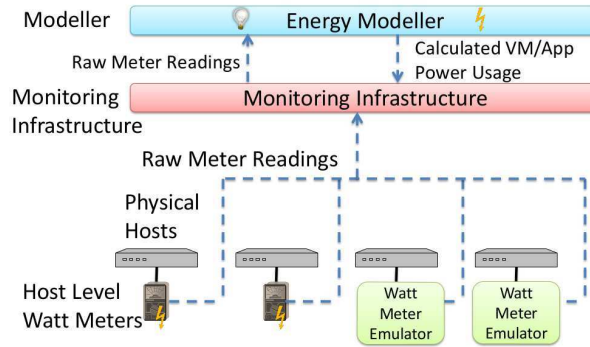 Modeller
Energy Modeller
Raw Meter Readings
Calculated VM/App
Power Usage
Monitoring
Infrastructure
Monitoring Infrastructure
Raw Meter Readings
Physical
Hosts
Host Level
Watt Meters
Watt
Meter
Emulator
Watt
Meter
Emulator